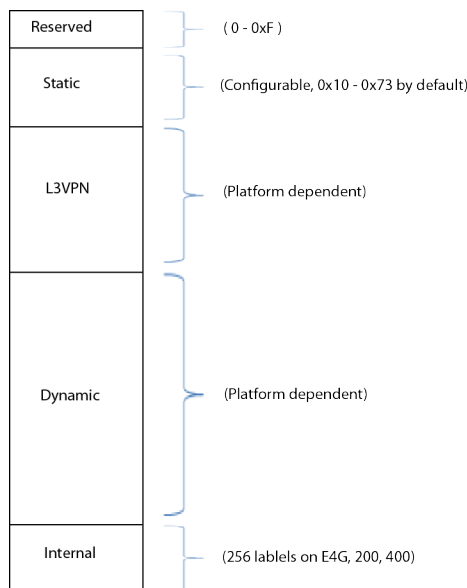 Reserved ( 0 - 0xF )
Static (Configurable, 0x10 - 0x73 by default)
L3VPN (Platform dependent)
Dynamic (Platform dependent)
Internal (256 lablels on E4G, 200, 400)